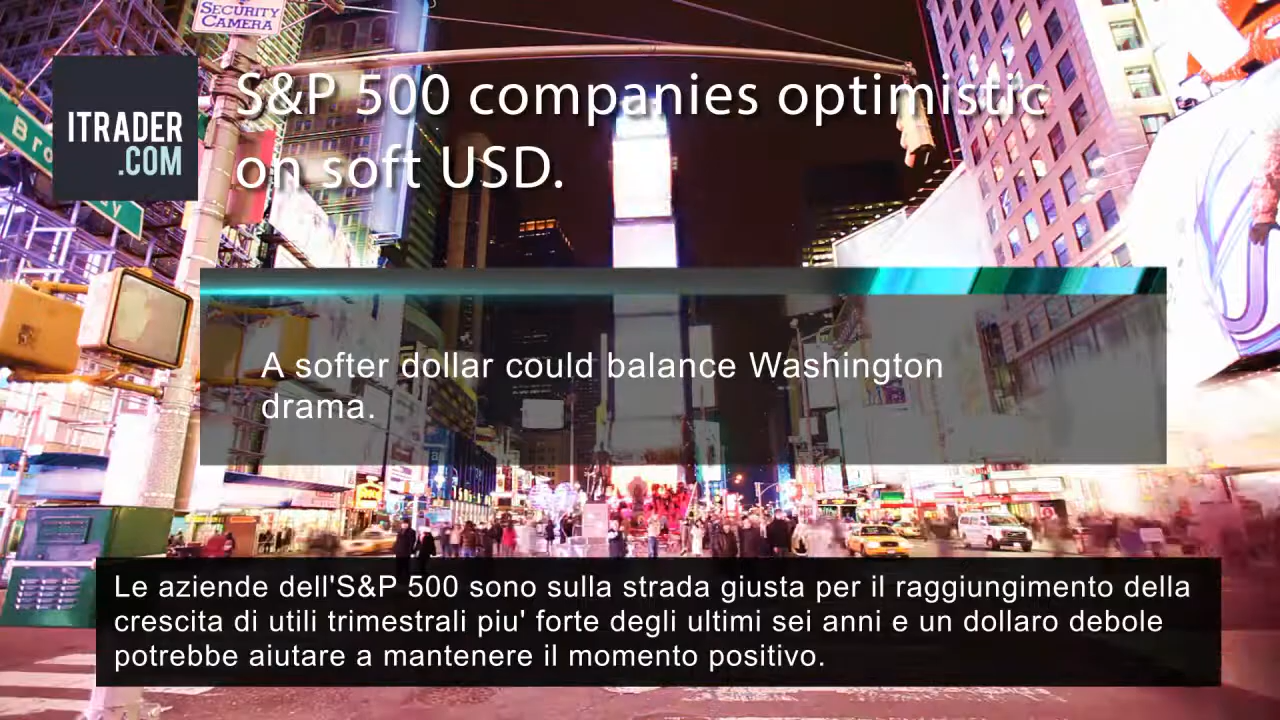 SECURITY
CAMERA
ITRADER
.COM
S&P 500 companies optimistic
on soft USD.
A softer dollar could balance Washington
drama.
Le aziende dell'S&P 500 sono sulla strada giusta per il raggiungimento della
crescita di utili trimestrali piu' forte degli ultimi sei anni e un dollaro debole
potrebbe aiutare a mantenere il momento positivo.